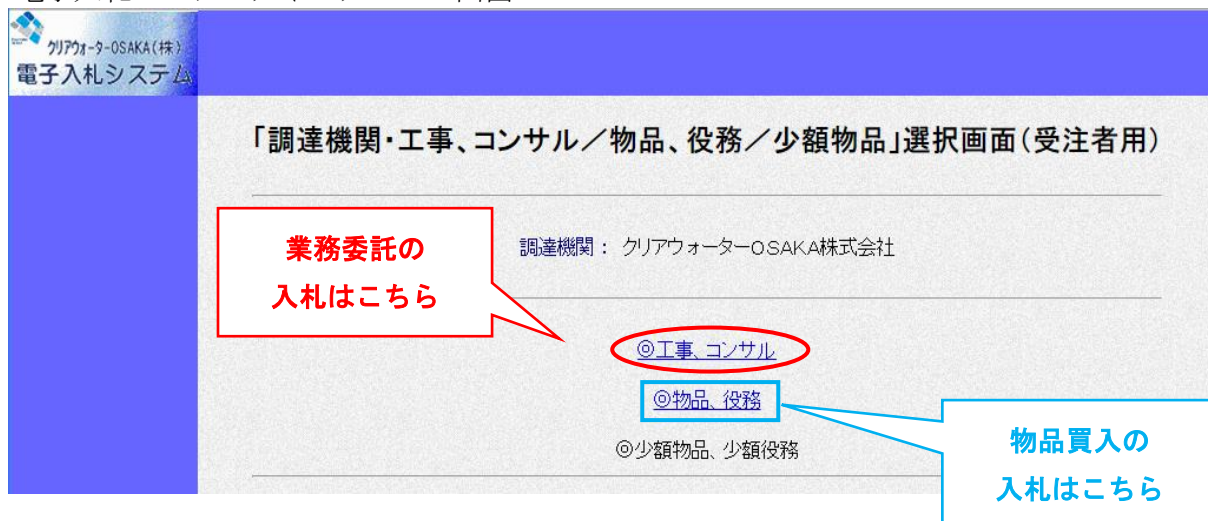 クリアウォーターOSAKA(株)
電子入札システム
「調達機関・工事、コンサル／物品、役務／少額物品」選択画面(受注者用)
業務委託の
入札はこちら
調達機関： クリアウォーターＯＳＡＫＡ株式会社
◎工事、コンサル
◎物品、役務
◎少額物品、少額役務
物品買入の
入札はこちら